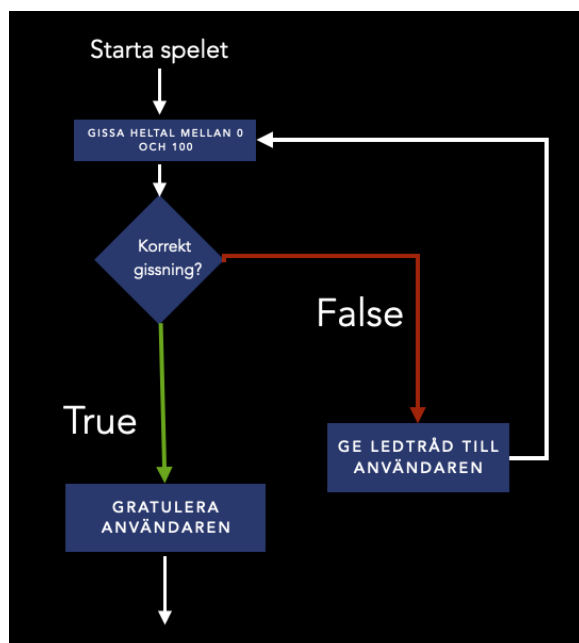 Starta spelet
GISSA HELTAL MELLAN 0
OCH 100
Korrekt
gissning?
False
True
GE LEDTRÅD TILL
ANVÄNDAREN
GRATULERA
ANVÄNDAREN